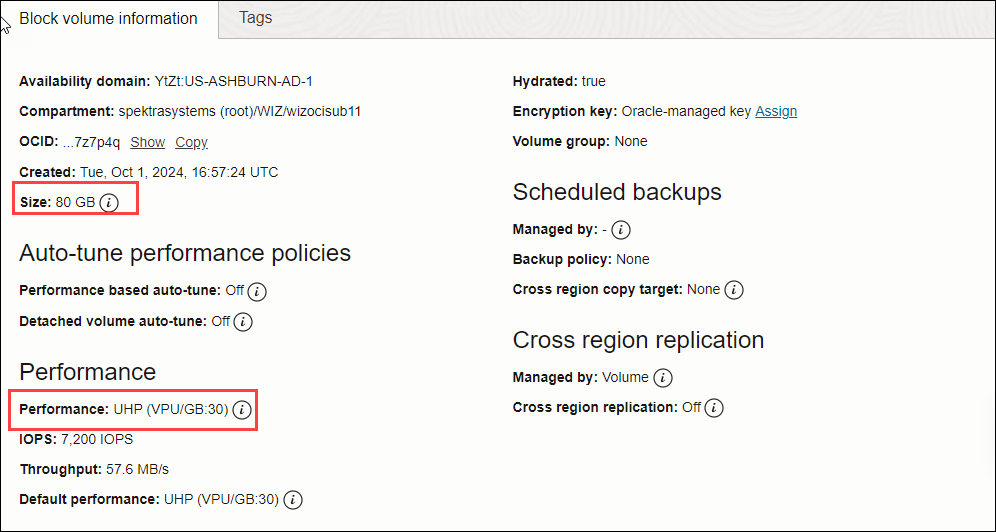 Block volume information
Tags
Availability domain: YtZt:US-ASHBURN-AD-1
Compartment: spektrasystems (root)/WIZ/wizocisub11
OCID: ...7z7p4q Show Copy
Created: Tue, Oct 1, 2024, 16:57:24 UTC
Size: 80 GB i
Auto-tune performance policies
Performance based auto-tune: Off i
Detached volume auto-tune: Off i
Performance
Performance: UHP (VPU/GB:30) i
IOPS: 7,200 IOPS
Throughput: 57.6 MB/s
Default performance: UHP (VPU/GB:30) i
Hydrated: true
Encryption key: Oracle-managed key Assign
Volume group: None
Scheduled backups
Managed by: - i
Backup policy: None
Cross region copy target: None i
Cross region replication
Managed by: Volume i
Cross region replication: Off i